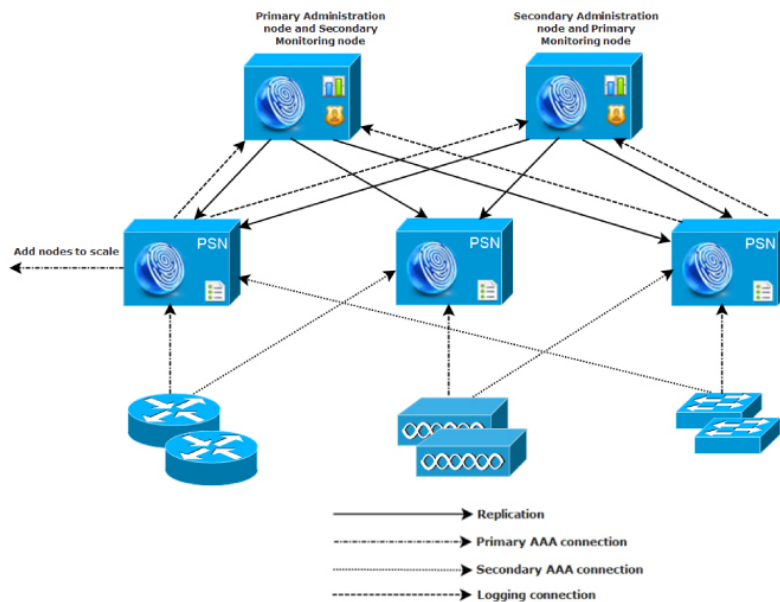 Primary Administration
node and Secondary
Monitoring node
Secondary Administration
node and Primary
Monitoring node
PSN
PSN
PSN
Add nodes to scale
Replication
Primary AAA connection
Secondary AAA connection
Logging connection